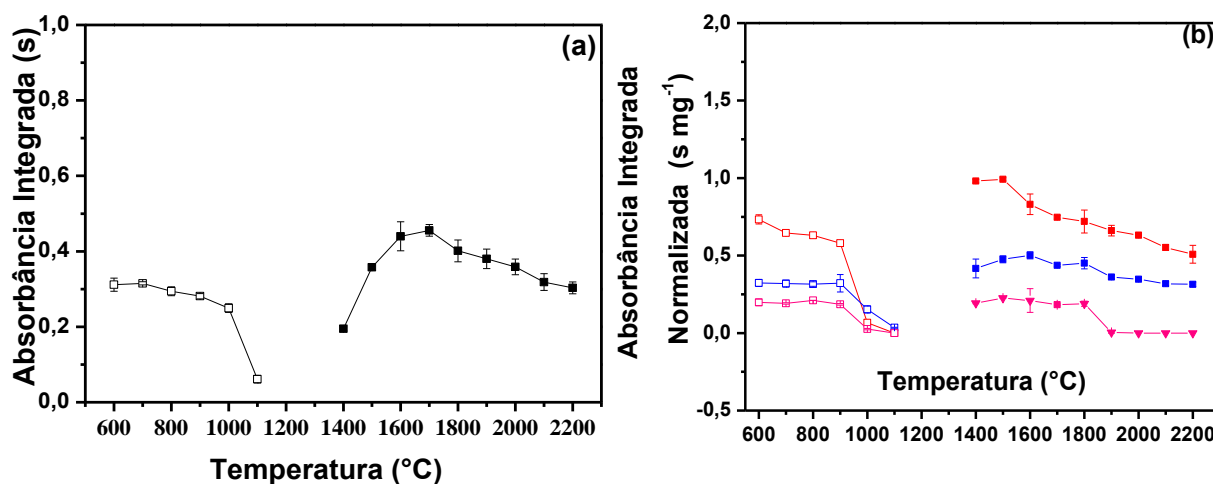 (a)
Absorbância Integrada (s)
1,0
0,8
0,6
0,4
0,2
0,0
600 800 1000 1200 1400 1600 1800 2000 2200
Temperatura (°C)
(b)
Absorbância Integrada
Normalizada (s mg⁻¹)
2,0
1,5
1,0
0,5
0,0
-0,5
Temperatura (°C)
600 800 1000 1200 1400 1600 1800 2000 2200